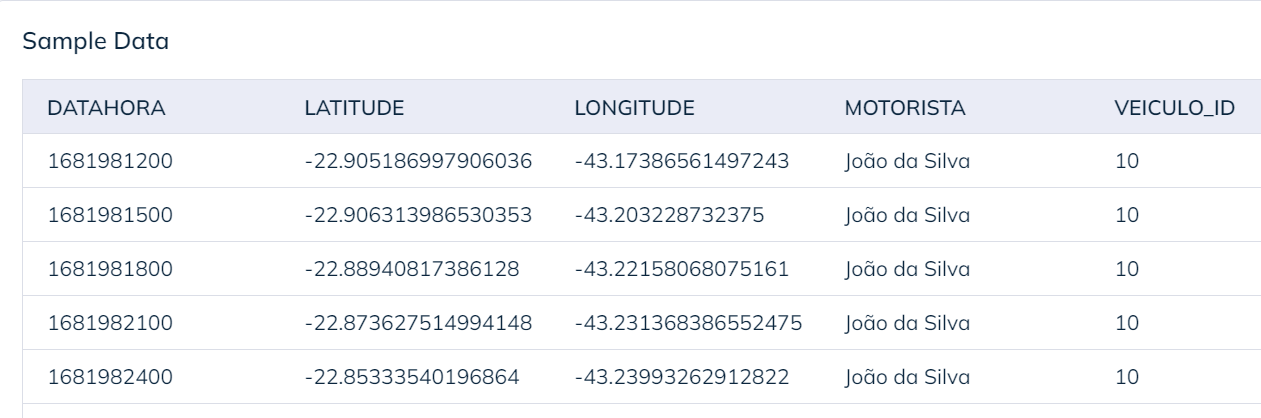 Sample Data
DATAHORA LATITUDE LONGITUDE MOTORISTA VEICULO_ID
1681981200 -22.905186997906036 -43.17386561497243 João da Silva 10
1681981500 -22.906313986530353 -43.203228732375 João da Silva 10
1681981800 -22.88940817386128 -43.22158068075161 João da Silva 10
1681982100 -22.873627514994148 -43.231368386552475 João da Silva 10
1681982400 -22.85333540196864 -43.23993262912822 João da Silva 10